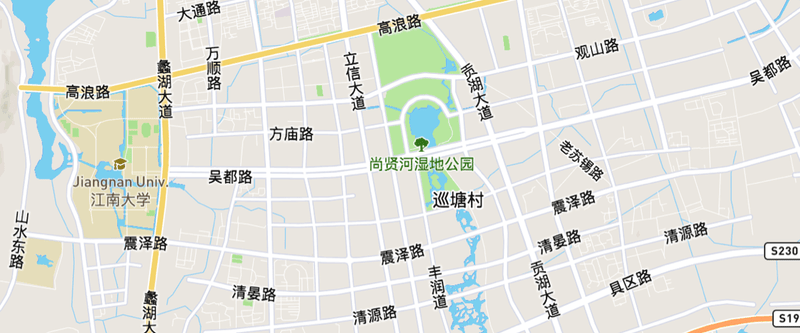 大通路
高浪路
万顺路
蠡湖大道
立信大道
观山路
贡湖大道
吴都路
高浪路
方庙路
老苏锡路
尚贤河湿地公园
吴都路
Jiangnan Univ.
江南大学
巡塘村
震泽路
山水东路
震泽路
清源路
清晏路
震泽路
S230
丰润道
贡湖大道
具区路
清晏路
蠡湖大
清源路
S19